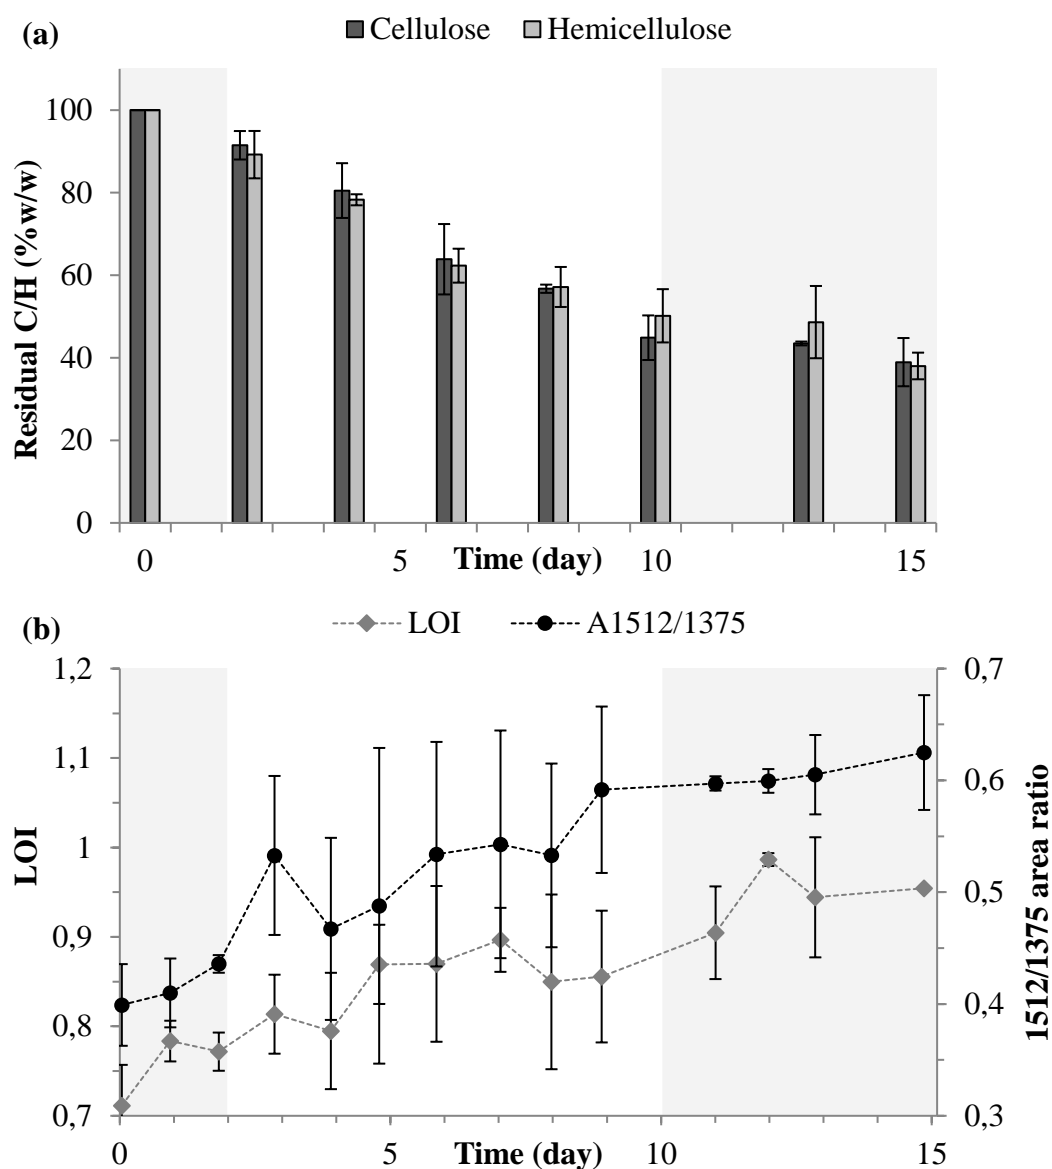 (a)
Cellulose Hemicellulose
Residual C/H (%w/w)
100
80
60
40
20
0
0 5 10 15
Time (day)
(b)
LOI A1512/1375
LOI
1,2
1,1
1
0,9
0,8
0,7
0,7
0,6
0,5
0,4
0,3
1512/1375 area ratio
0 5 10 15
Time (day)